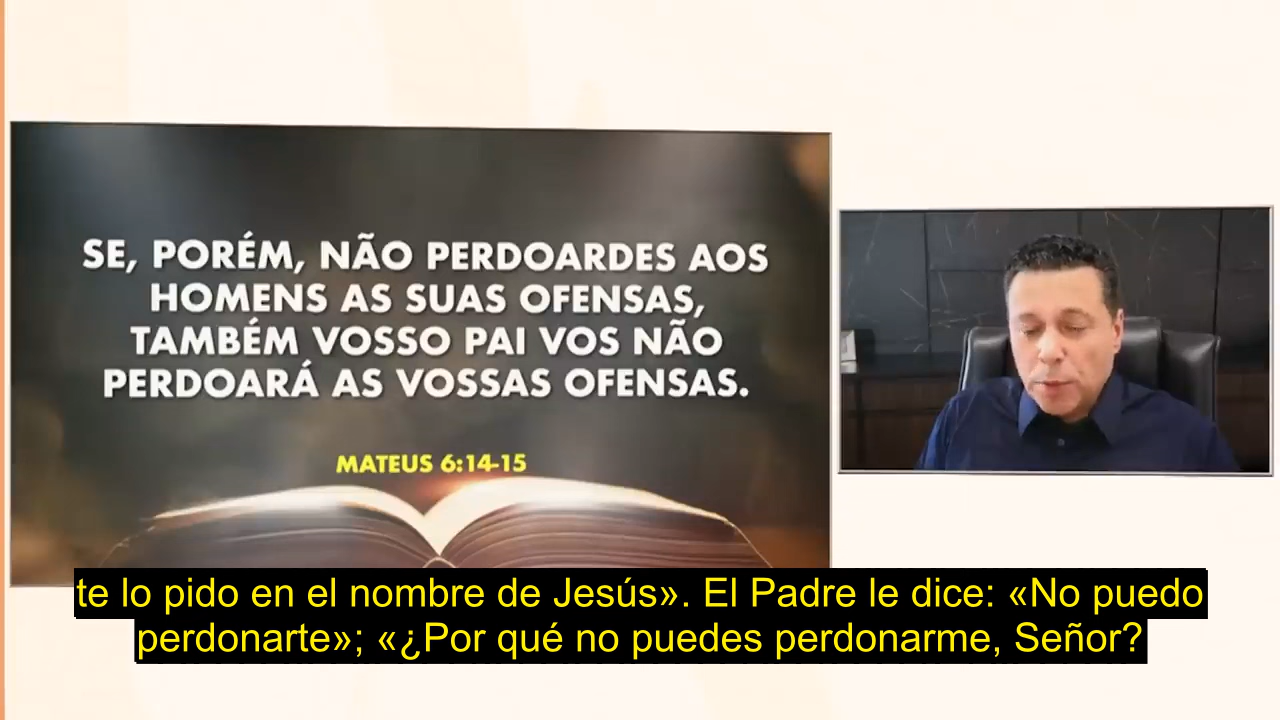 SE, PORÉM, NÃO PERDOARDES AOS
HOMENS AS SUAS OFENSAS,
TAMBÉM VOSSO PAI VOS NÃO
PERDOARÁ AS VOSSAS OFENSAS.
MATEUS 6:14-15
te lo pido en el nombre de Jesús». El Padre le dice: «No puedo
perdonarte»; «¿Por qué no puedes perdonarme, Señor?